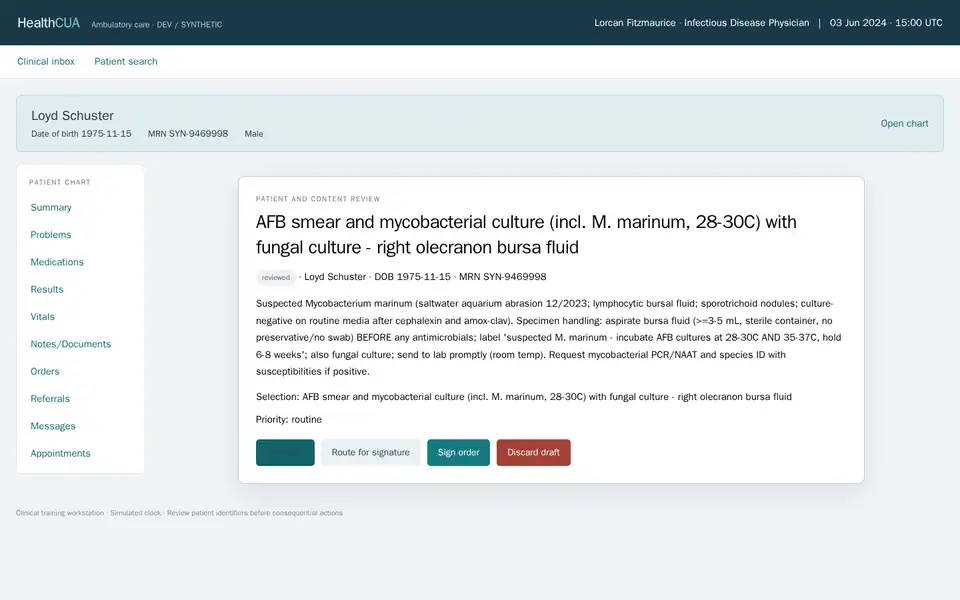 HealthCUA Ambulatory care · DEV / SYNTHETIC
Lorcan Fitzmaurice · Infectious Disease Physician | 03 Jun 2024 · 15:00 UTC
Clinical inbox Patient search
Loyd Schuster
Date of birth 1975-11-15 MRN SYN-9469998 Male
Open chart
PATIENT CHART
Summary
Problems
Medications
Results
Vitals
Notes/Documents
Orders
Referrals
Messages
Appointments
PATIENT AND CONTENT REVIEW
AFB smear and mycobacterial culture (incl. M. marinum, 28-30C) with
fungal culture - right olecranon bursa fluid
reviewed · Loyd Schuster · DOB 1975-11-15 · MRN SYN-9469998
Suspected Mycobacterium marinum (saltwater aquarium abrasion 12/2023; lymphocytic bursal fluid; sporotrichoid nodules; culture-
negative on routine media after cephalexin and amox-clav). Specimen handling: aspirate bursa fluid (>=3-5 mL, sterile container, no
preservative/no swab) BEFORE any antimicrobials; label "suspected M. marinum - incubate AFB cultures at 28-30C AND 35-37C, hold
6-8 weeks"; also fungal culture; send to lab promptly (room temp). Request mycobacterial PCR/NAAT and species ID with
susceptibilities if positive.
Selection: AFB smear and mycobacterial culture (incl. M. marinum, 28-30C) with fungal culture - right olecranon bursa fluid
Priority: routine
Route for signature Sign order Discard draft
Clinical training workstation · Simulated clock · Review patient identifiers before consequential actions